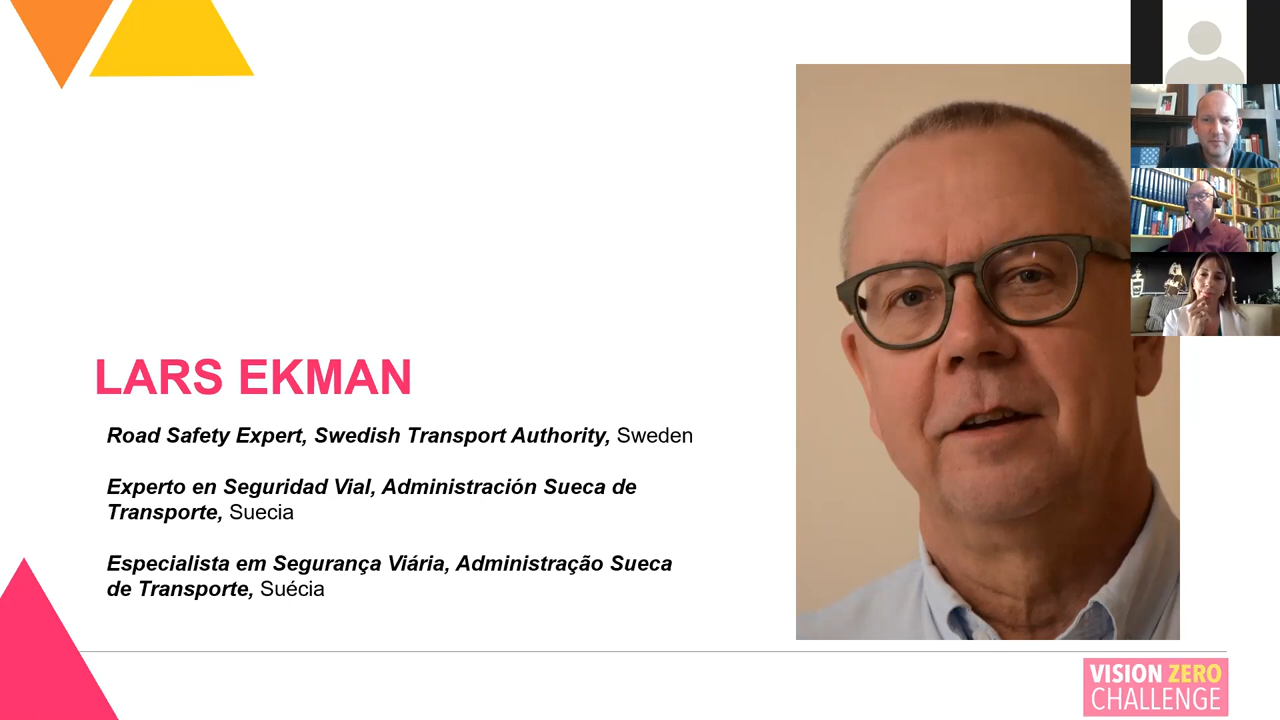 LARS EKMAN
Road Safety Expert, Swedish Transport Authority, Sweden
Experto en Seguridad Vial, Administración Sueca de
Transporte, Suecia
Especialista em Segurança Viária, Administração Sueca
de Transporte, Suécia
VISION ZERO
CHALLENGE